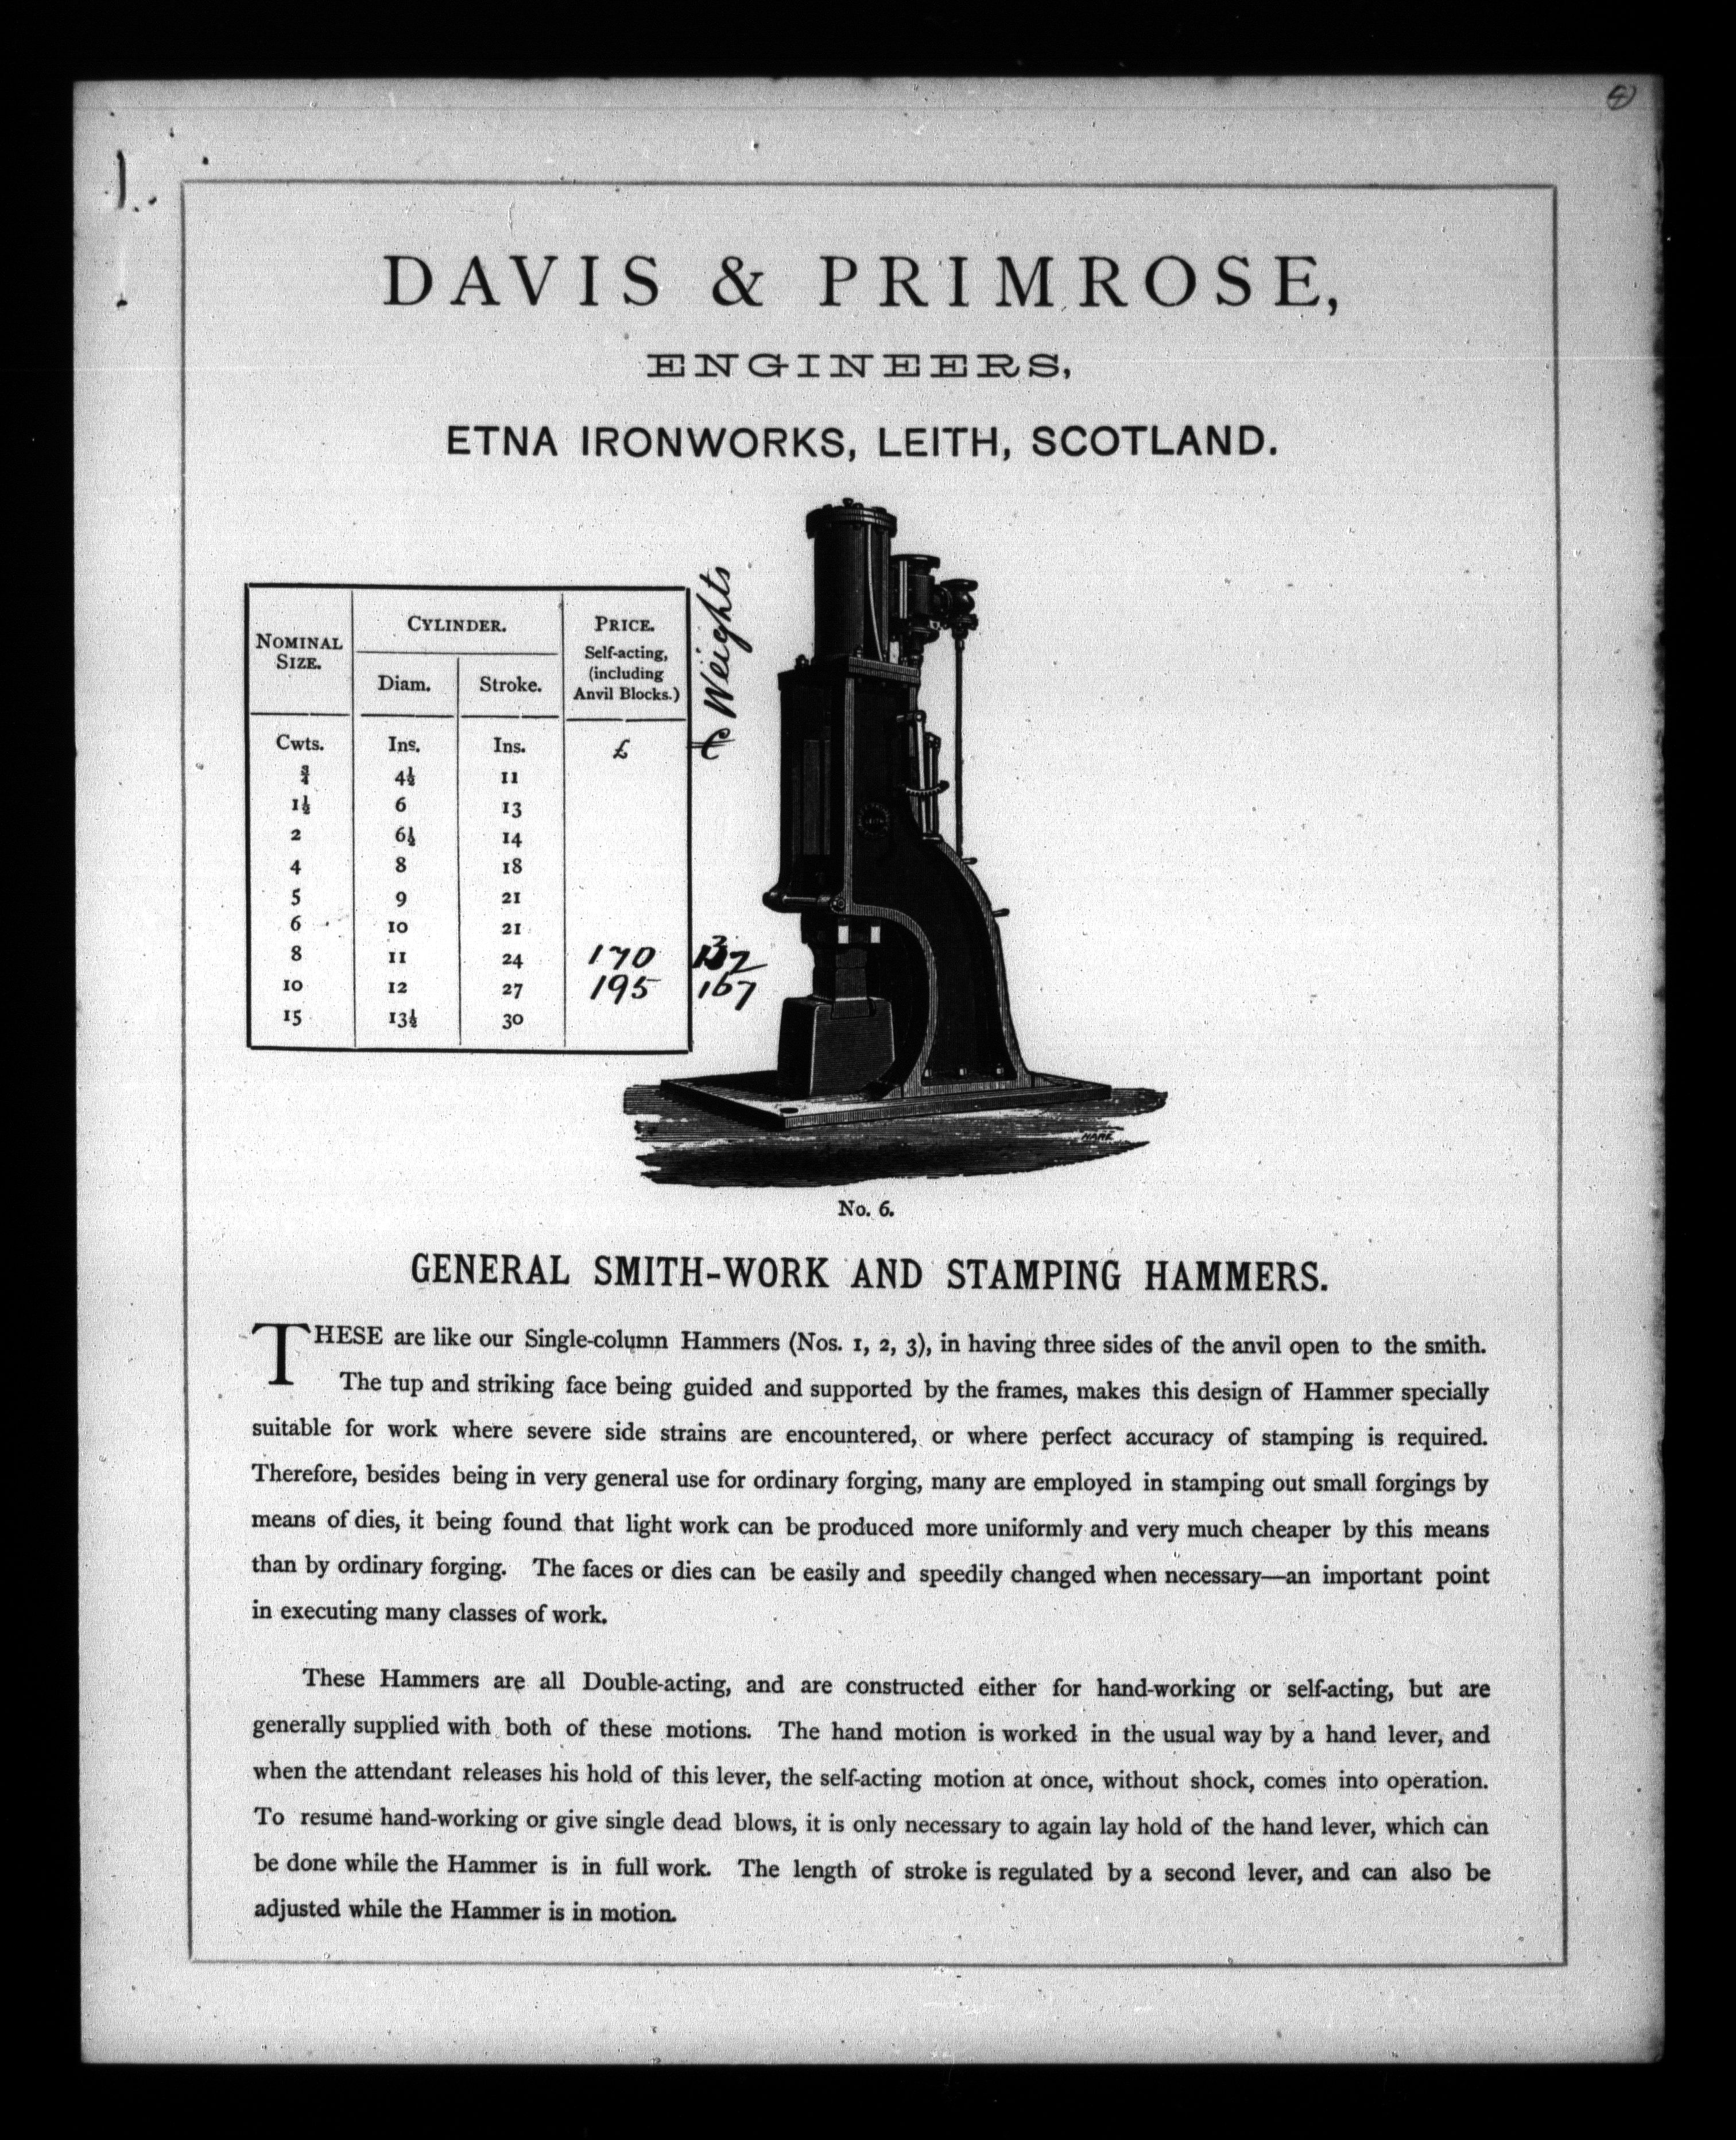 4
DAVIS & PRIMROSE,
ENGINEERS,
ETNA IRONWORKS, LEITH, SCOTLAND.
NOMINAL SIZE. CYLINDER. PRICE. Weights
Diam. Stroke. Self-acting, (including Anvil Blocks.)
Cwts. Ins. Ins. £
¾ 4½ 11
1½ 6 13
2 6½ 14
4 8 18
5 9 21
6 10 21
8 11 24 170 137
10 12 27 195 167
15 13½ 30
HARE
No. 6.
GENERAL SMITH-WORK AND STAMPING HAMMERS.
THESE are like our Single-column Hammers (Nos. 1, 2, 3), in having three sides of the anvil open to the smith.
The tup and striking face being guided and supported by the frames, makes this design of Hammer specially
suitable for work where severe side strains are encountered, or where perfect accuracy of stamping is required.
Therefore, besides being in very general use for ordinary forging, many are employed in stamping out small forgings by
means of dies, it being found that light work can be produced more uniformly and very much cheaper by this means
than by ordinary forging. The faces or dies can be easily and speedily changed when necessary—an important point
in executing many classes of work.
These Hammers are all Double-acting, and are constructed either for hand-working or self-acting, but are
generally supplied with both of these motions. The hand motion is worked in the usual way by a hand lever, and
when the attendant releases his hold of this lever, the self-acting motion at once, without shock, comes into operation.
To resume hand-working or give single dead blows, it is only necessary to again lay hold of the hand lever, which can
be done while the Hammer is in full work. The length of stroke is regulated by a second lever, and can also be
adjusted while the Hammer is in motion.